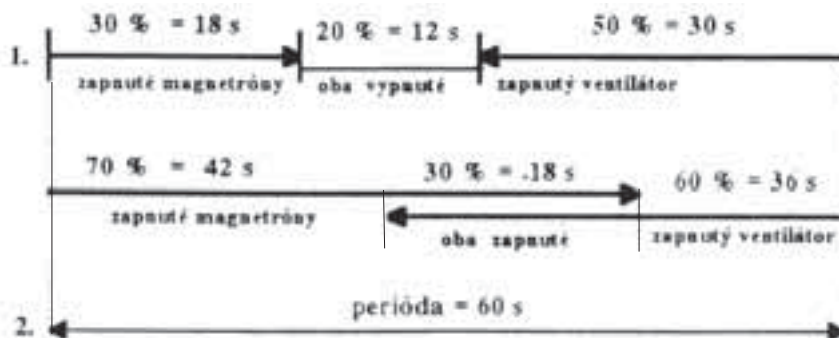 30 % = 18 s 20 % = 12 s 50 % = 30 s
1.
zapnuté magnetróny oba vypnuté zapnutý ventilátor
70 % = 42 s 30 % = .18 s 60 % = 36 s
zapnuté magnetróny oba zapnuté zapnutý ventilátor
perióda = 60 s
2.